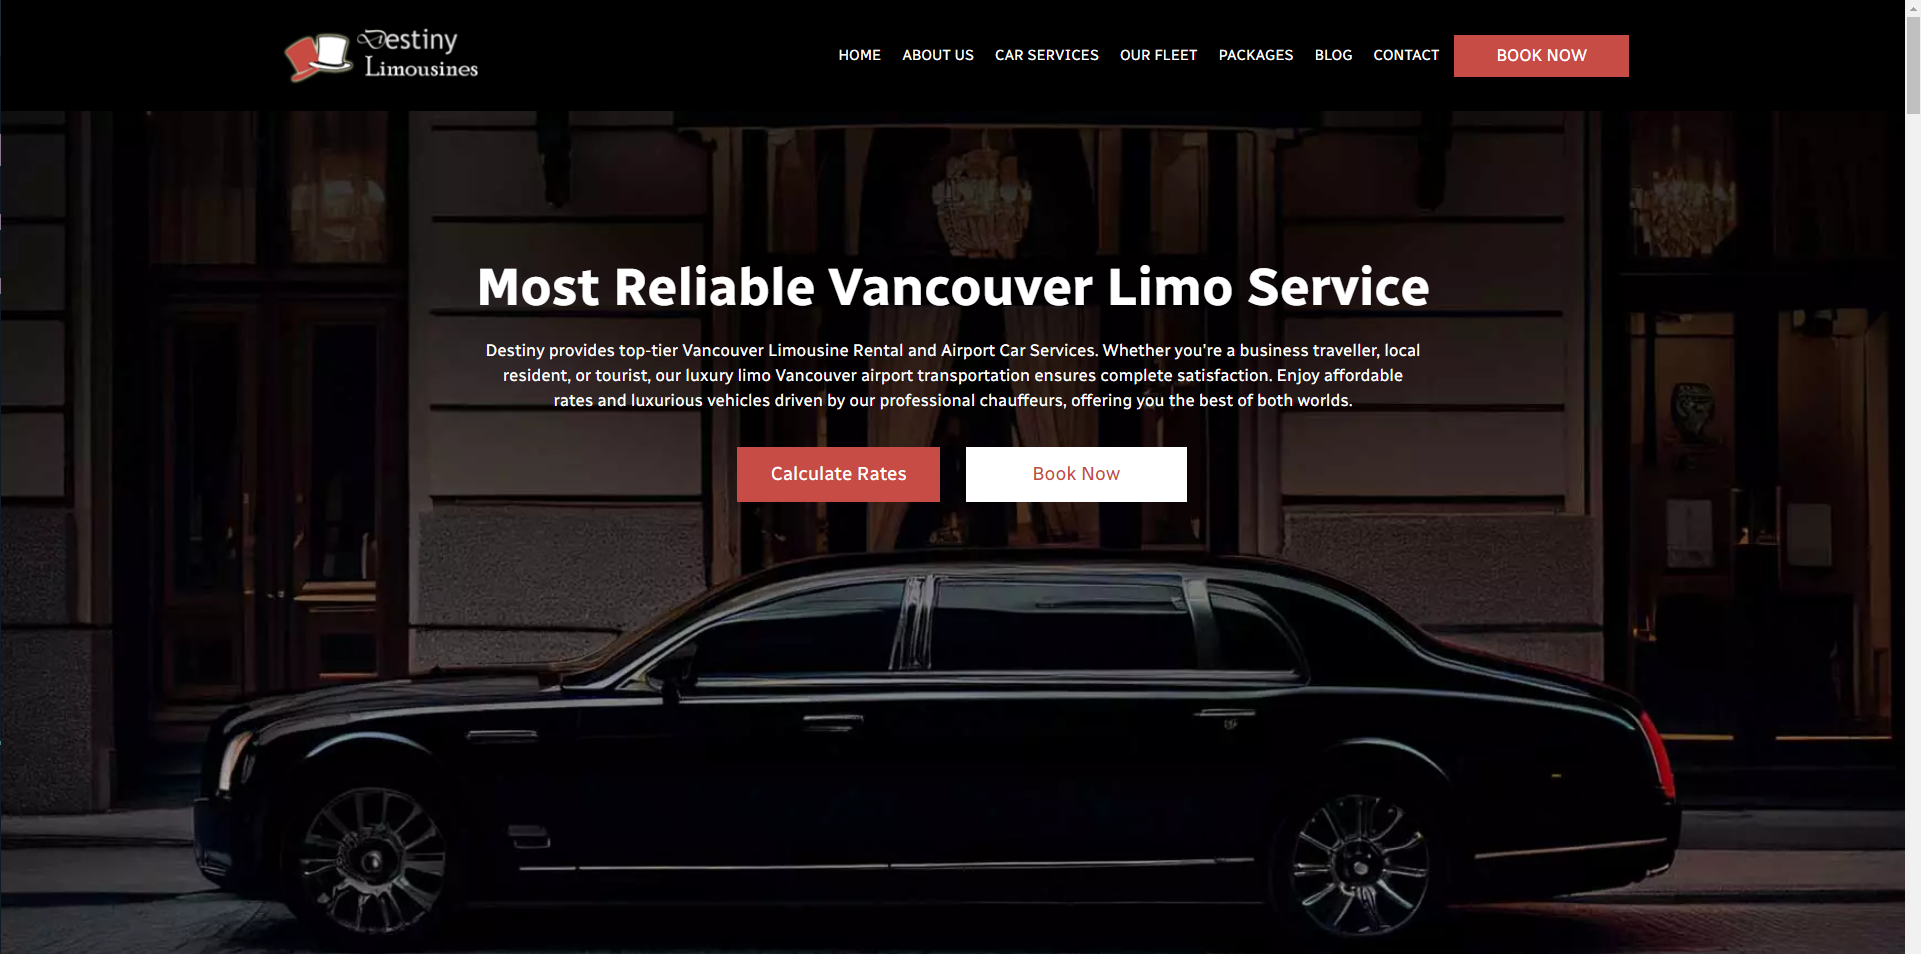 Destiny
Limousines
HOME ABOUT US CAR SERVICES OUR FLEET PACKAGES BLOG CONTACT BOOK NOW
Most Reliable Vancouver Limo Service
Destiny provides top-tier Vancouver Limousine Rental and Airport Car Services. Whether you're a business traveller, local
resident, or tourist, our luxury limo Vancouver airport transportation ensures complete satisfaction. Enjoy affordable
rates and luxurious vehicles driven by our professional chauffeurs, offering you the best of both worlds.
Calculate Rates Book Now